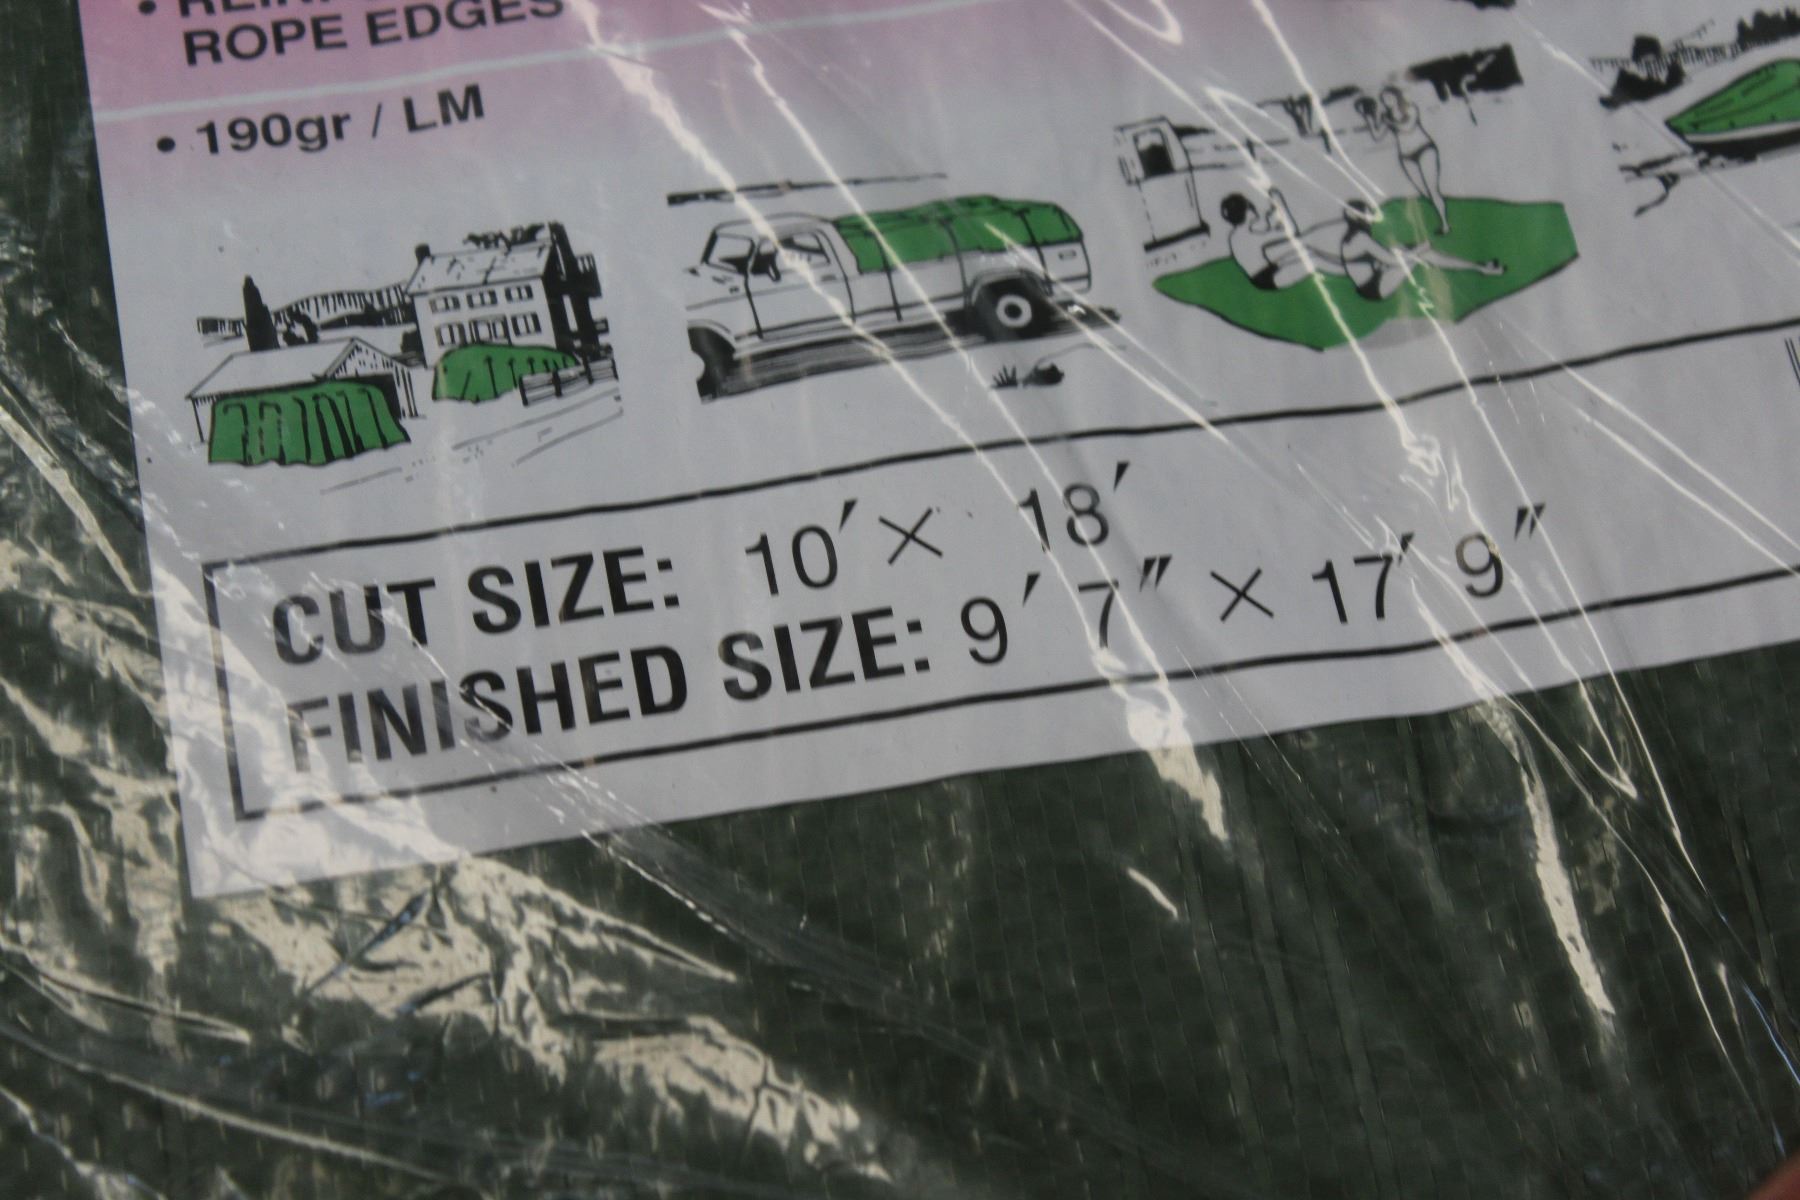 ROPE EDGES
• 190gr / LM
CUT SIZE: 10' × 18'
FINISHED SIZE: 9' 7" × 17' 9"